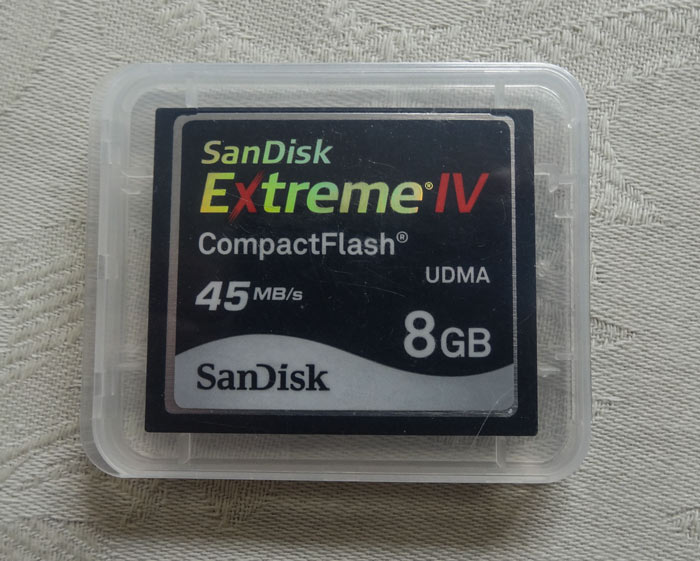 SanDisk
Extreme® IV
CompactFlash®
UDMA
45 MB/s
8GB
SanDisk